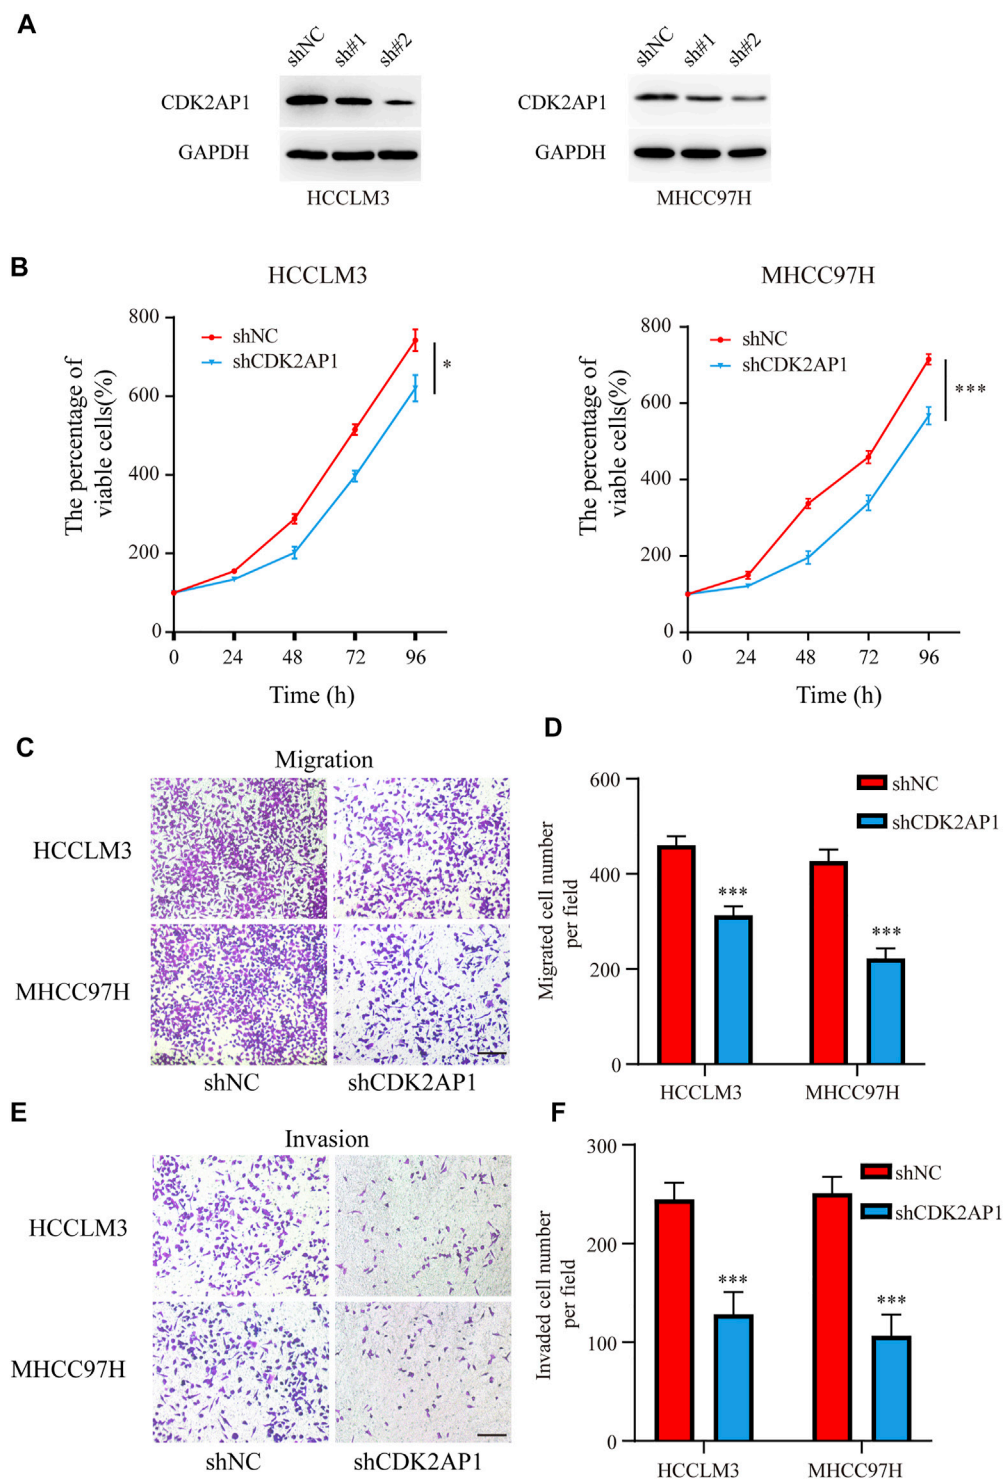 A
shNC sh#1 sh#2
CDK2AP1
GAPDH
HCCLM3
shNC sh#1 sh#2
CDK2AP1
GAPDH
MHCC97H
B
HCCLM3
The percentage of
viable cells(%)
800
600
400
200
0
shNC
shCDK2AP1
*
0 24 48 72 96
Time (h)
MHCC97H
The percentage of
viable cells(%)
800
600
400
200
0
shNC
shCDK2AP1
***
0 24 48 72 96
Time (h)
C
Migration
HCCLM3
MHCC97H
shNC shCDK2AP1
D
Migrated cell number
per field
600
400
200
0
shNC
shCDK2AP1
***
***
HCCLM3 MHCC97H
E
Invasion
HCCLM3
MHCC97H
shNC shCDK2AP1
F
Invaded cell number
per field
300
200
100
0
shNC
shCDK2AP1
***
***
HCCLM3 MHCC97H